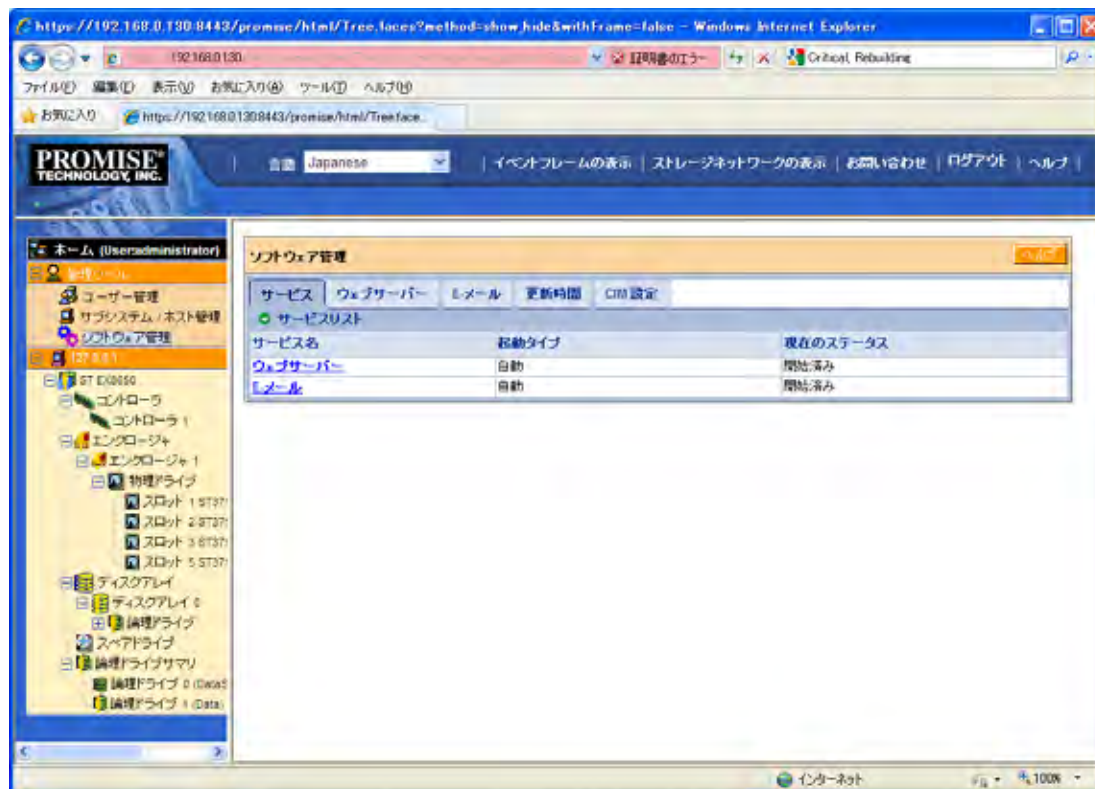 https://192.168.0.130:8443/promise/html/Tree.faces?method=show_hide&withFrame=false - Windows Internet Explorer
192.168.0.130
証明書のエラー
Critical, Rebuilding
ファイル(F) 編集(E) 表示(V) お気に入り(A) ツール(T) ヘルプ(H)
お気に入り
https://192.168.0.130:8443/promise/html/Tree.face...
PROMISE®
TECHNOLOGY, INC.
言語 Japanese
| イベントフレームの表示 | ストレージネットワークの表示 | お問い合わせ | ログアウト | ヘルプ |
ホーム (User:administrator)
管理ツール
ユーザー管理
サブシステム / ホスト管理
ソフトウェア管理
127.0.0.1
ST EX8650
コントローラ
コントローラ 1
エンクロージャ
エンクロージャ 1
物理ドライブ
スロット 1 ST37
スロット 2 ST37
スロット 3 ST37
スロット 5 ST37
ディスクアレイ
ディスクアレイ 0
論理ドライブ
スペアドライブ
論理ドライブサマリ
論理ドライブ 0 (DataS
論理ドライブ 1 (Data)
ソフトウェア管理
ヘルプ
サービス ウェブサーバー E-メール 更新時間 CIM 設定
サービスリスト
サービス名 起動タイプ 現在のステータス
ウェブサーバー 自動 開始済み
E-メール 自動 開始済み
インターネット
100%